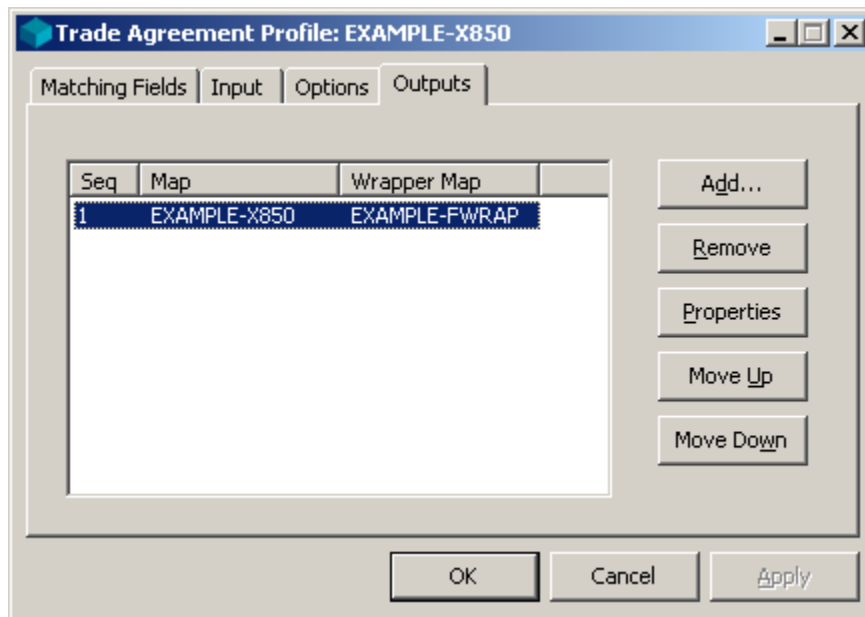 Trade Agreement Profile: EXAMPLE-X850
Matching Fields Input Options Outputs
Seq Map Wrapper Map
1 EXAMPLE-X850 EXAMPLE-FWRAP
Add...
Remove
Properties
Move Up
Move Down
OK Cancel Apply